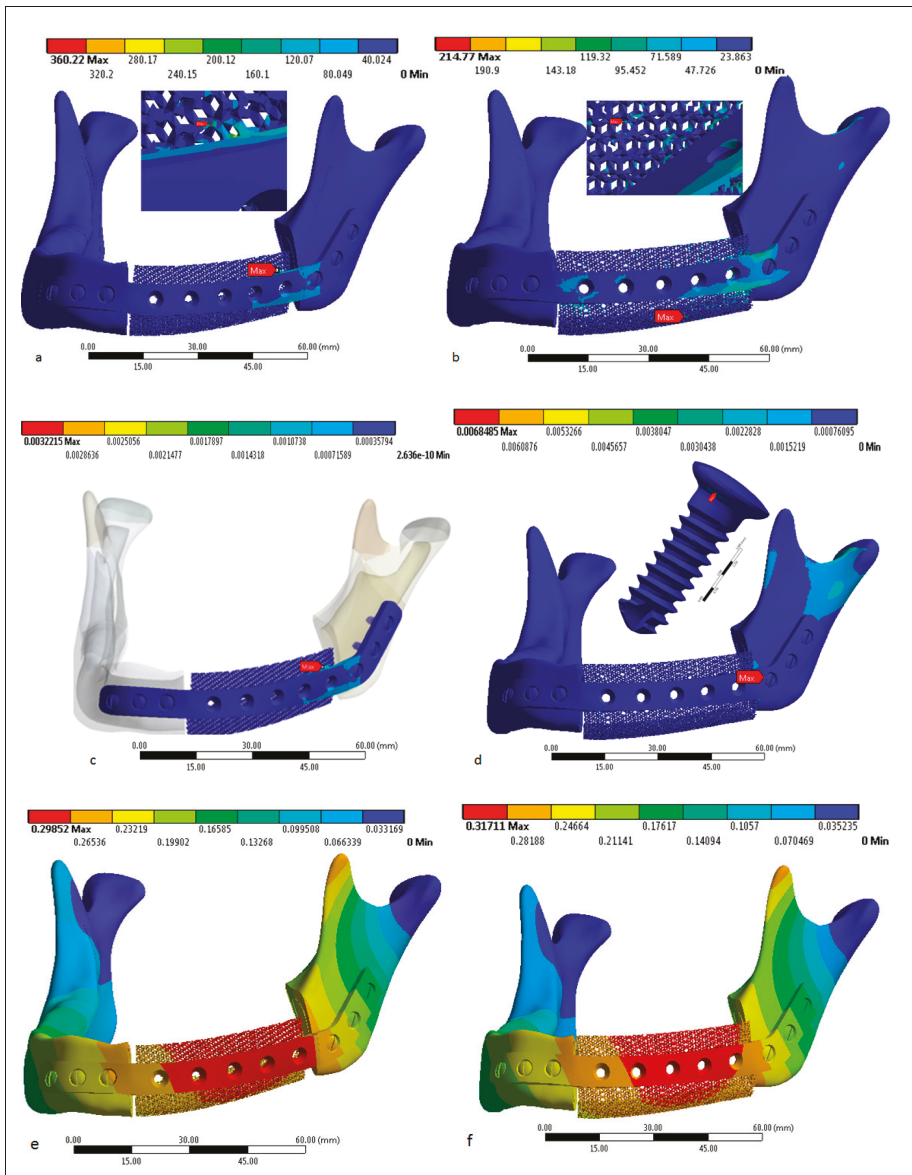 360.22 Max 280.17 200.12 120.07 40.024
320.2 240.15 160.1 80.049 0 Min
Max
Max
0.00 30.00 60.00 (mm)
15.00 45.00
a
214.77 Max 119.32 71.589 23.863
190.9 143.18 95.452 47.726 0 Min
Max
0.00 30.00 60.00 (mm)
15.00 45.00
b
0.0032215 Max 0.0025056 0.0017897 0.0010738 0.00035794
0.0028636 0.0021477 0.0014318 0.00071589 2.636e-10 Min
Max
0.00 30.00 60.00 (mm)
15.00 45.00
c
0.0068485 Max 0.0053266 0.0038047 0.0022828 0.00076095
0.0060876 0.0045657 0.0030438 0.0015219 0 Min
Max
0.00 30.00 60.00 (mm)
15.00 45.00
d
0.29852 Max 0.23219 0.16585 0.099508 0.033169
0.26536 0.19902 0.13268 0.066339 0 Min
0.00 30.00 60.00 (mm)
15.00 45.00
e
0.31711 Max 0.24664 0.17617 0.1057 0.035235
0.28188 0.21141 0.14094 0.070469 0 Min
0.00 30.00 60.00 (mm)
15.00 45.00
f